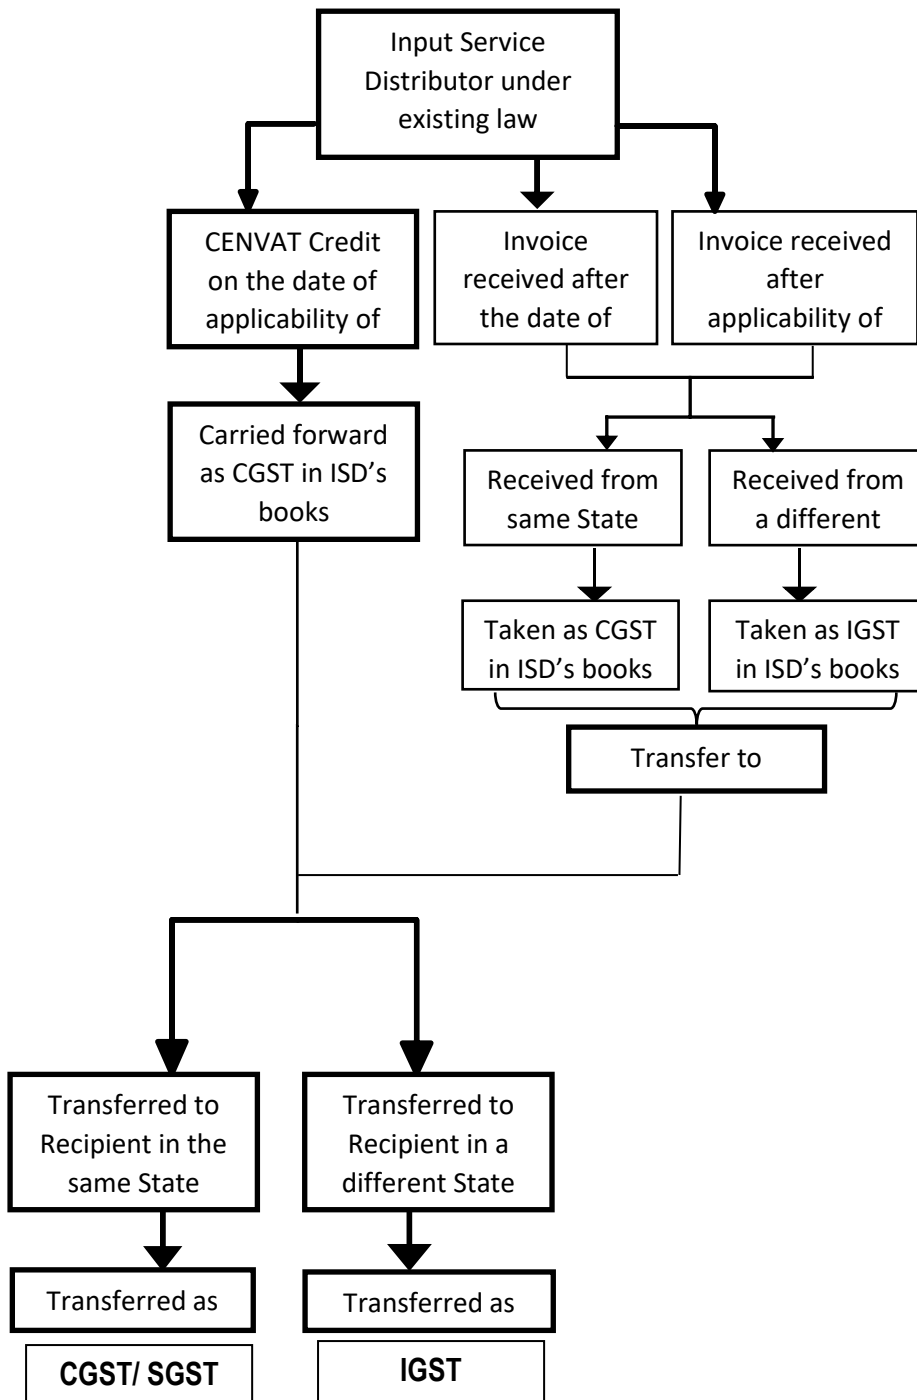 Input Service
Distributor under
existing law
CENVAT Credit
on the date of
applicability of
Invoice
received after
the date of
Invoice received
after
applicability of
Carried forward
as CGST in ISD’s
books
Received from
same State
Received from
a different
Taken as CGST
in ISD’s books
Taken as IGST
in ISD’s books
Transfer to
Transferred to
Recipient in the
same State
Transferred to
Recipient in a
different State
Transferred as
Transferred as
CGST/ SGST
IGST